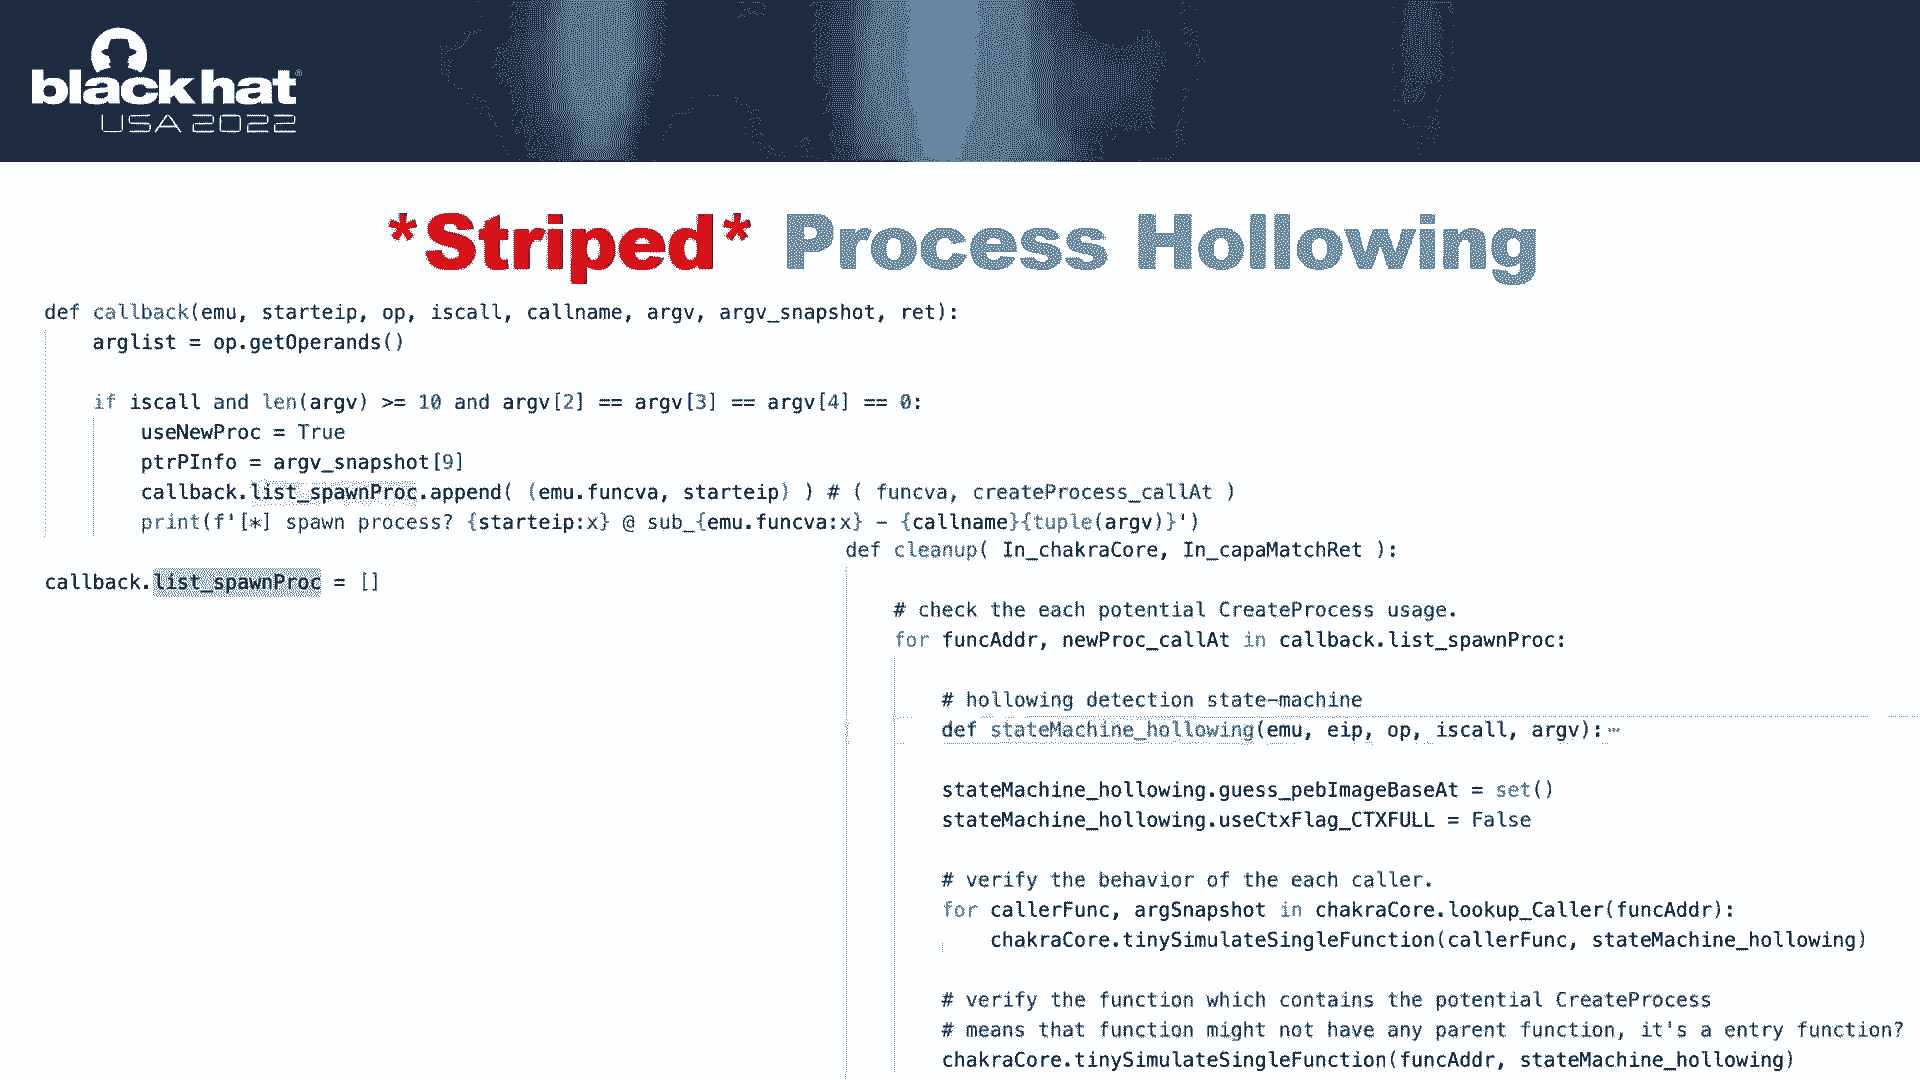 black hat®
USA 2022
*Striped* Process Hollowing
def callback(emu, starteip, op, iscall, callname, argv, argv_snapshot, ret):
arglist = op.getOperands()
if iscall and len(argv) >= 10 and argv[2] == argv[3] == argv[4] == 0:
useNewProc = True
ptrPInfo = argv_snapshot[9]
callback.list_spawnProc.append( (emu.funcva, starteip) ) # ( funcva, createProcess_callAt )
print(f'[*] spawn process? {starteip:x} @ sub_{emu.funcva:x} - {callname}{tuple(argv)}')
callback.list_spawnProc = []
def cleanup( In_chakraCore, In_capaMatchRet ):
# check the each potential CreateProcess usage.
for funcAddr, newProc_callAt in callback.list_spawnProc:
# hollowing detection state-machine
def stateMachine_hollowing(emu, eip, op, iscall, argv):…
stateMachine_hollowing.guess_pebImageBaseAt = set()
stateMachine_hollowing.useCtxFlag_CTXFULL = False
# verify the behavior of the each caller.
for callerFunc, argSnapshot in chakraCore.lookup_Caller(funcAddr):
chakraCore.tinySimulateSingleFunction(callerFunc, stateMachine_hollowing)
# verify the function which contains the potential CreateProcess
# means that function might not have any parent function, it's a entry function?
chakraCore.tinySimulateSingleFunction(funcAddr, stateMachine_hollowing)